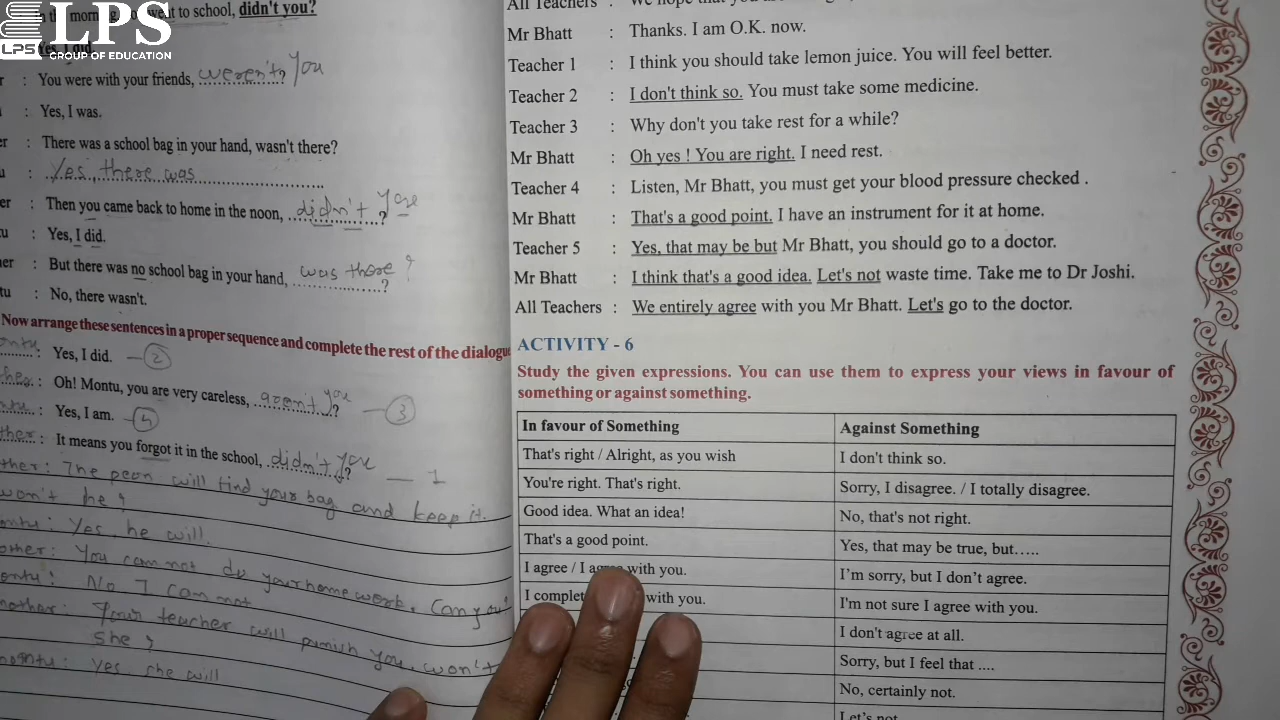 LPS
LPS
GROUP OF EDUCATION
to school, didn't you?
Yes, I did.
: You were with your friends, weren't you?
: Yes, I was.
: There was a school bag in your hand, wasn't there?
: Yes, there was
: Then you came back to home in the noon, didn't you?
: Yes, I did.
: But there was no school bag in your hand, was there?
: No, there wasn't.
Now arrange these sentences in a proper sequence and complete the rest of the dialogue
: Yes, I did. — 2
: Oh! Montu, you are very careless, aren't you? — 3
: Yes, I am. — 4
: It means you forgot it in the school, didn't you? — 1
The peon will find your bag and keep it.
won't he?
Yes, he will.
You can not do your home work. Can you?
No I can not
Your teacher will punish you, won't
she?
yes she will
All Teachers :
Mr Bhatt : Thanks. I am O.K. now.
Teacher 1 : I think you should take lemon juice. You will feel better.
Teacher 2 : I don't think so. You must take some medicine.
Teacher 3 : Why don't you take rest for a while?
Mr Bhatt : Oh yes ! You are right. I need rest.
Teacher 4 : Listen, Mr Bhatt, you must get your blood pressure checked .
Mr Bhatt : That's a good point. I have an instrument for it at home.
Teacher 5 : Yes, that may be but Mr Bhatt, you should go to a doctor.
Mr Bhatt : I think that's a good idea. Let's not waste time. Take me to Dr Joshi.
All Teachers : We entirely agree with you Mr Bhatt. Let's go to the doctor.
ACTIVITY - 6
Study the given expressions. You can use them to express your views in favour of
something or against something.
In favour of Something Against Something
That's right / Alright, as you wish I don't think so.
You're right. That's right. Sorry, I disagree. / I totally disagree.
Good idea. What an idea! No, that's not right.
That's a good point. Yes, that may be true, but.....
I agree / I agree with you. I'm sorry, but I don't agree.
I with you. I'm not sure I agree with you.
I don't agree at all.
Sorry, but I feel that ....
No, certainly not.
Let's not